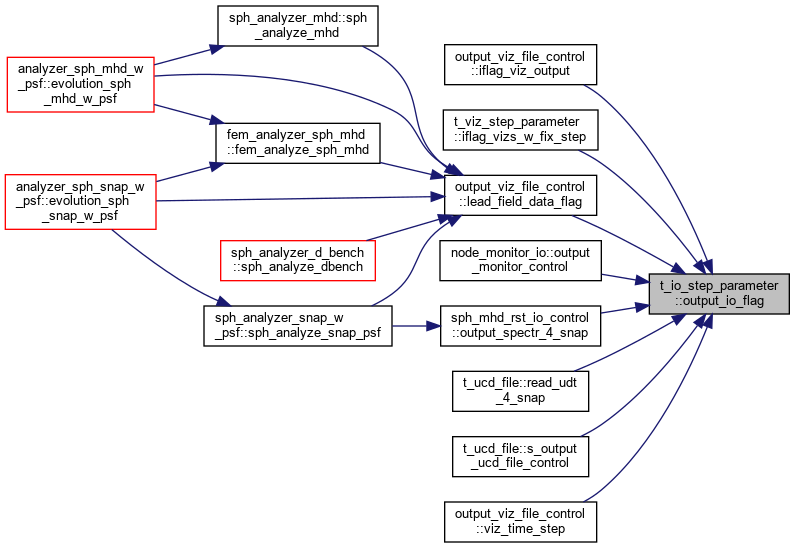 sph_analyzer_mhd::sph
_analyze_mhd
analyzer_sph_mhd_w
_psf::evolution_sph
_mhd_w_psf
fem_analyzer_sph_mhd
::fem_analyze_sph_mhd
analyzer_sph_snap_w
_psf::evolution_sph
_snap_w_psf
sph_analyzer_d_bench
::sph_analyze_dbench
sph_analyzer_snap_w
_psf::sph_analyze_snap_psf
output_viz_file_control
::iflag_viz_output
t_viz_step_parameter
::iflag_vizs_w_fix_step
output_viz_file_control
::lead_field_data_flag
node_monitor_io::output
_monitor_control
sph_mhd_rst_io_control
::output_spectr_4_snap
t_ucd_file::read_udt
_4_snap
t_ucd_file::s_output
_ucd_file_control
output_viz_file_control
::viz_time_step
t_io_step_parameter
::output_io_flag